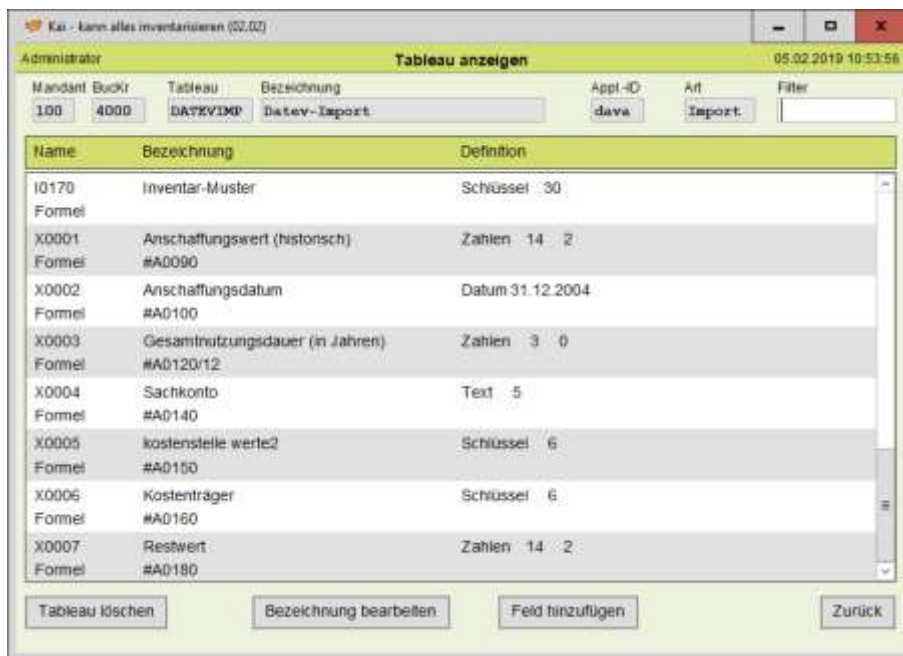 Kai - kann alles inventarisieren (02.02)
Administrator Tableau anzeigen 05.02.2019 10:53:56
Mandant BucKr Tableau Bezeichnung Appl.-ID Art Filter
100 4000 DATEVIMP Datev-Import dava Import
Name Bezeichnung Definition
I0170 Inventar-Muster Schlüssel 30
Formel
X0001 Anschaffungswert (historisch) Zahlen 14 2
Formel #A0090
X0002 Anschaffungsdatum Datum 31.12.2004
Formel #A0100
X0003 Gesamtnutzungsdauer (in Jahren) Zahlen 3 0
Formel #A0120/12
X0004 Sachkonto Text 5
Formel #A0140
X0005 kostenstelle werte2 Schlüssel 6
Formel #A0150
X0006 Kostenträger Schlüssel 6
Formel #A0160
X0007 Restwert Zahlen 14 2
Formel #A0180
Tableau löschen Bezeichnung bearbeiten Feld hinzufügen Zurück